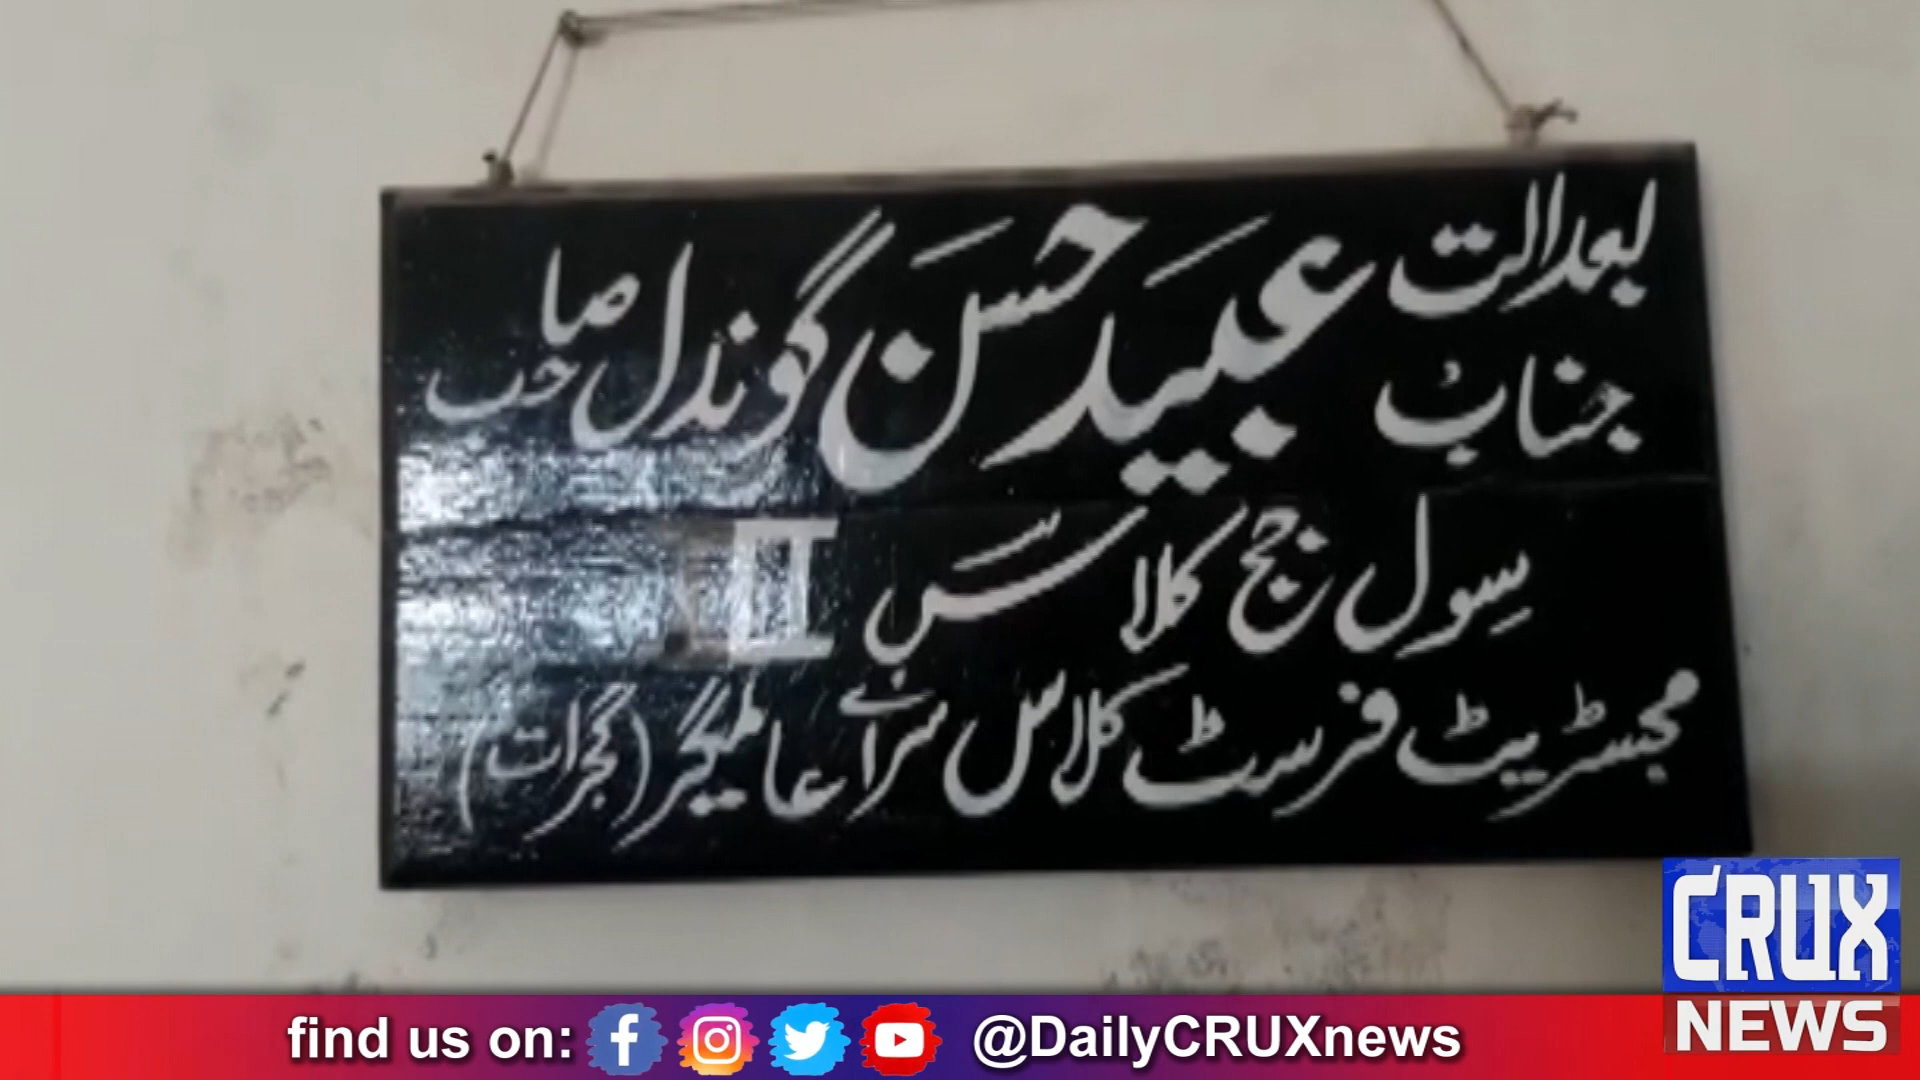 بعدالت
جناب عبید حسن گوندل صاحب
سول جج کلاس II
مجسٹریٹ فرسٹ کلاس سرائے عالمگیر (گجرات)
CRUX
NEWS
find us on: @DailyCRUXnews